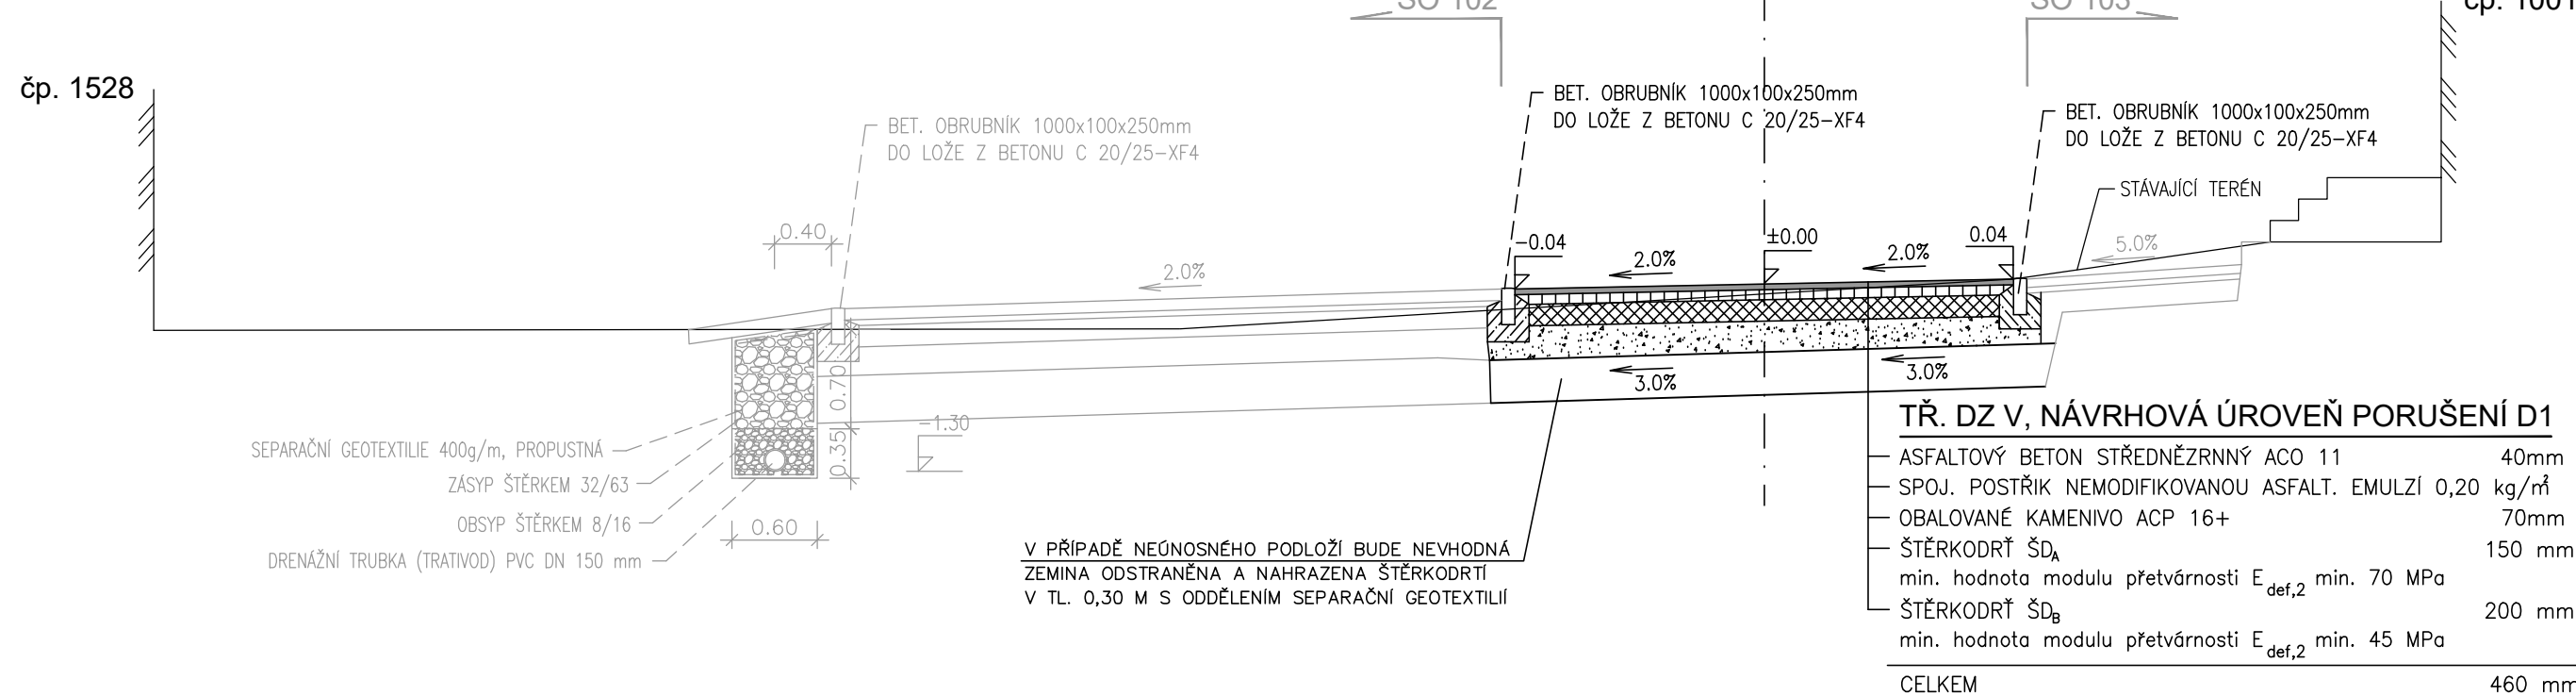 SO 102
SO 103
čp. 1001
čp. 1528
BET. OBRUBNÍK 1000x100x250mm
DO LOŽE Z BETONU C 20/25-XF4
BET. OBRUBNÍK 1000x100x250mm
DO LOŽE Z BETONU C 20/25-XF4
BET. OBRUBNÍK 1000x100x250mm
DO LOŽE Z BETONU C 20/25-XF4
STÁVAJÍCÍ TERÉN
0.40
-0.04
±0.00
0.04
2.0%
2.0%
2.0%
5.0%
3.0%
3.0%
0.70
0.35
-1.30
0.60
SEPARAČNÍ GEOTEXTILIE 400g/m, PROPUSTNÁ
ZÁSYP ŠTĚRKEM 32/63
OBSYP ŠTĚRKEM 8/16
DRENÁŽNÍ TRUBKA (TRATIVOD) PVC DN 150 mm
V PŘÍPADĚ NEÚNOSNÉHO PODLOŽÍ BUDE NEVHODNÁ
ZEMINA ODSTRANĚNA A NAHRAZENA ŠTĚRKODRTÍ
V TL. 0,30 M S ODDĚLENÍM SEPARAČNÍ GEOTEXTILIÍ
TŘ. DZ V, NÁVRHOVÁ ÚROVEŇ PORUŠENÍ D1
ASFALTOVÝ BETON STŘEDNĚZRNNÝ ACO 11 40mm
SPOJ. POSTŘIK NEMODIFIKOVANOU ASFALT. EMULZÍ 0,20 kg/m²
OBALOVANÉ KAMENIVO ACP 16+ 70mm
ŠTĚRKODRŤ ŠDA 150 mm
min. hodnota modulu přetvárnosti Edef,2 min. 70 MPa
ŠTĚRKODRŤ ŠDB 200 mm
min. hodnota modulu přetvárnosti Edef,2 min. 45 MPa
CELKEM 460 mm